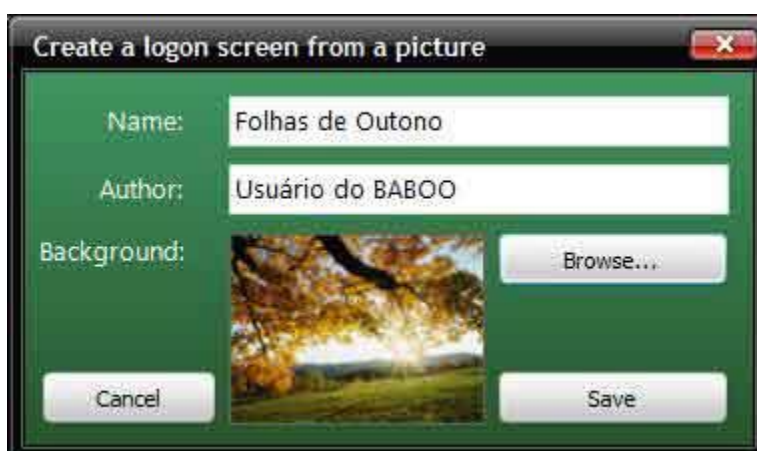 Create a logon screen from a picture
Name: Folhas de Outono
Author: Usuário do BABOO
Background: Browse...
Cancel Save